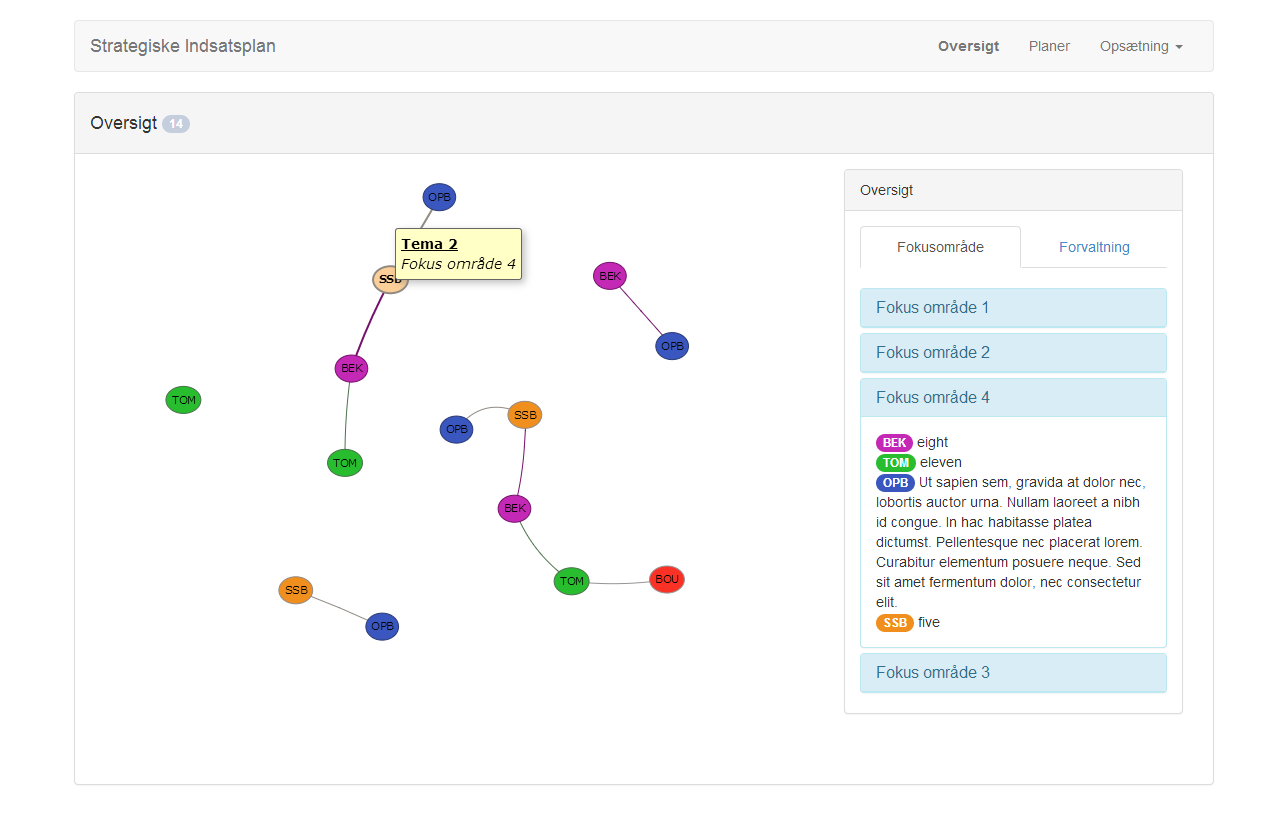 Strategiske Indsatsplan
Oversigt
Planer
Opsætning
Oversigt 14
OPB
Tema 2
Fokus område 4
SSB
BEK
OPB
BEK
TOM
TOM
OPB
SSB
BEK
TOM
BOU
SSB
OPB
Oversigt
Fokusområde
Forvaltning
Fokus område 1
Fokus område 2
Fokus område 4
BEK eight
TOM eleven
OPB Ut sapien sem, gravida at dolor nec,
lobortis auctor urna. Nullam laoreet a nibh
id congue. In hac habitasse platea
dictumst. Pellentesque nec placerat lorem.
Curabitur elementum posuere neque. Sed
sit amet fermentum dolor, nec consectetur
elit.
SSB five
Fokus område 3